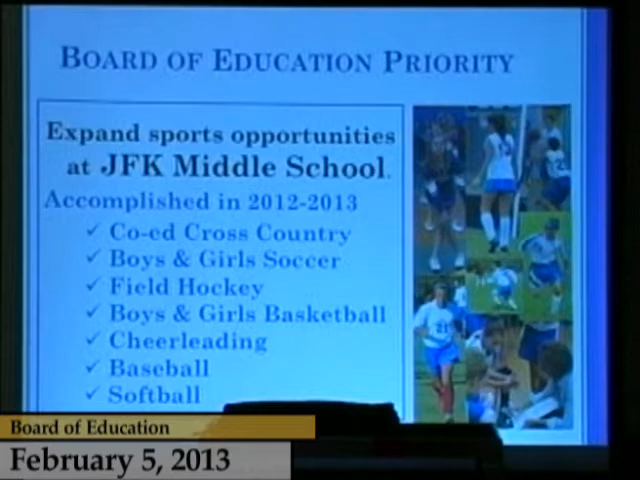 BOARD OF EDUCATION PRIORITY
Expand sports opportunities
at JFK Middle School.
Accomplished in 2012-2013
✓ Co-ed Cross Country
✓ Boys & Girls Soccer
✓ Field Hockey
✓ Boys & Girls Basketball
✓ Cheerleading
✓ Baseball
✓ Softball
Board of Education
February 5, 2013